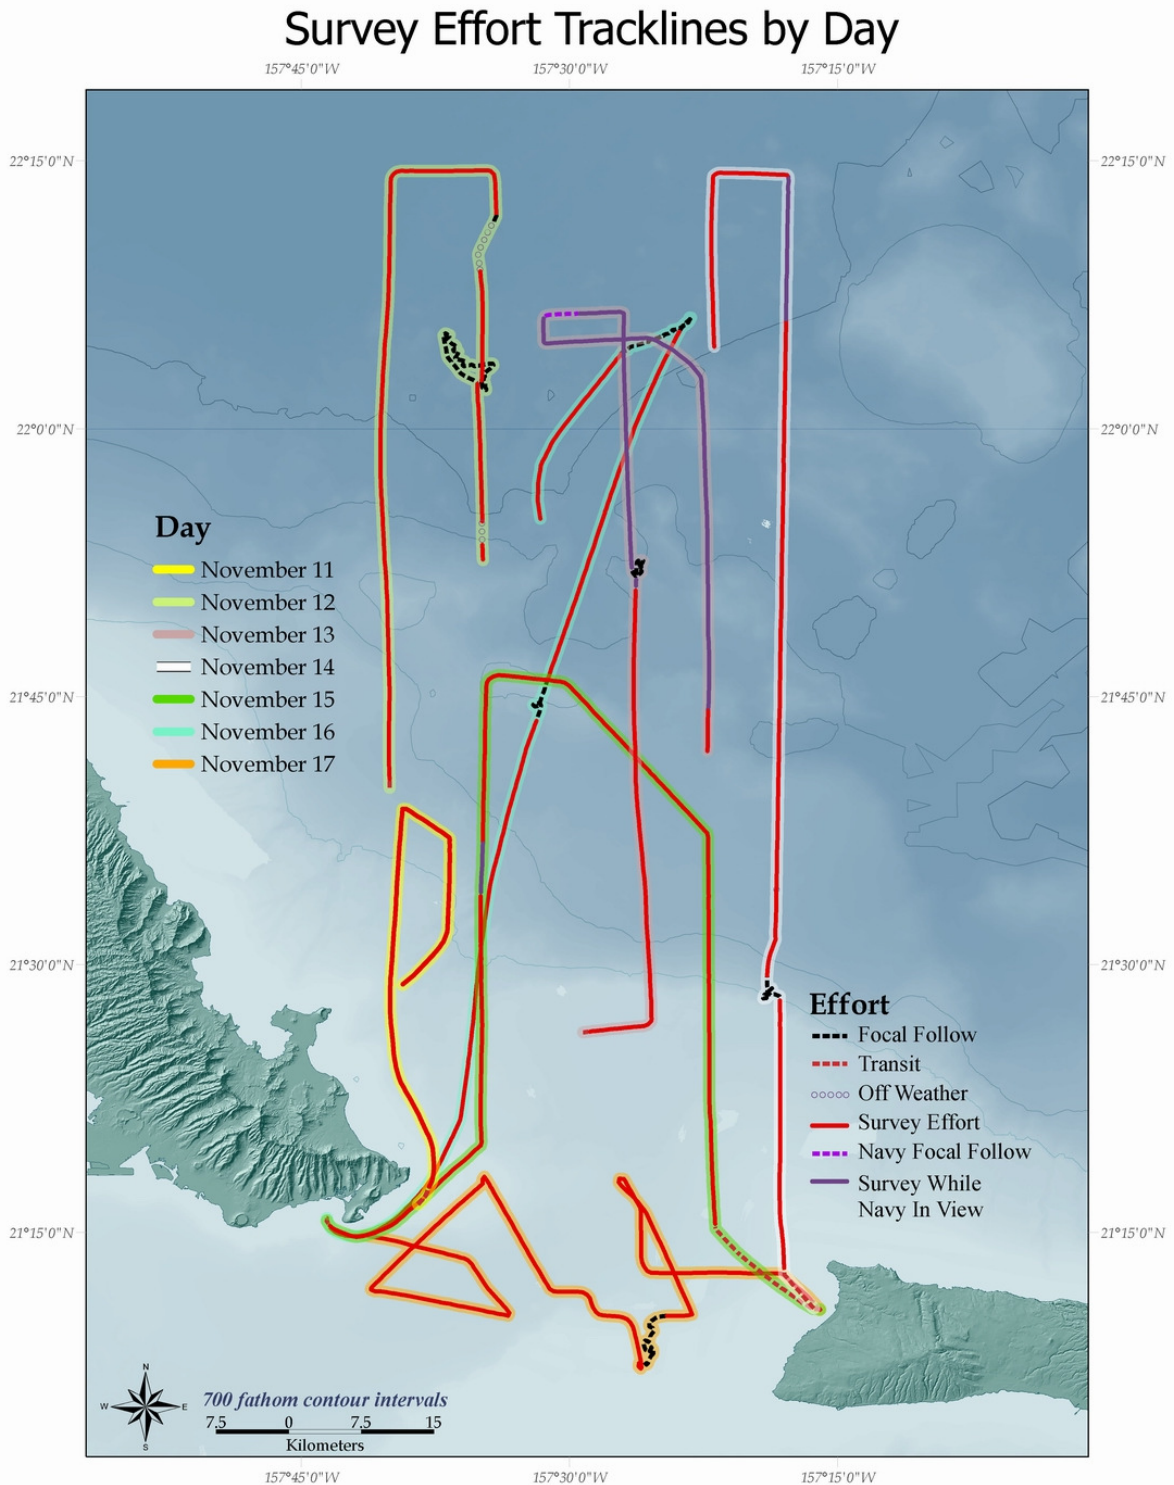 Survey Effort Tracklines by Day
157°45'0"W 157°30'0"W 157°15'0"W
22°15'0"N 22°15'0"N
22°0'0"N 22°0'0"N
Day
November 11
November 12
November 13
November 14
November 15
November 16
November 17
21°45'0"N 21°45'0"N
21°30'0"N 21°30'0"N
Effort
Focal Follow
Transit
Off Weather
Survey Effort
Navy Focal Follow
Survey While
Navy In View
21°15'0"N 21°15'0"N
N
W E
S
700 fathom contour intervals
7.5 0 7.5 15
Kilometers
157°45'0"W 157°30'0"W 157°15'0"W